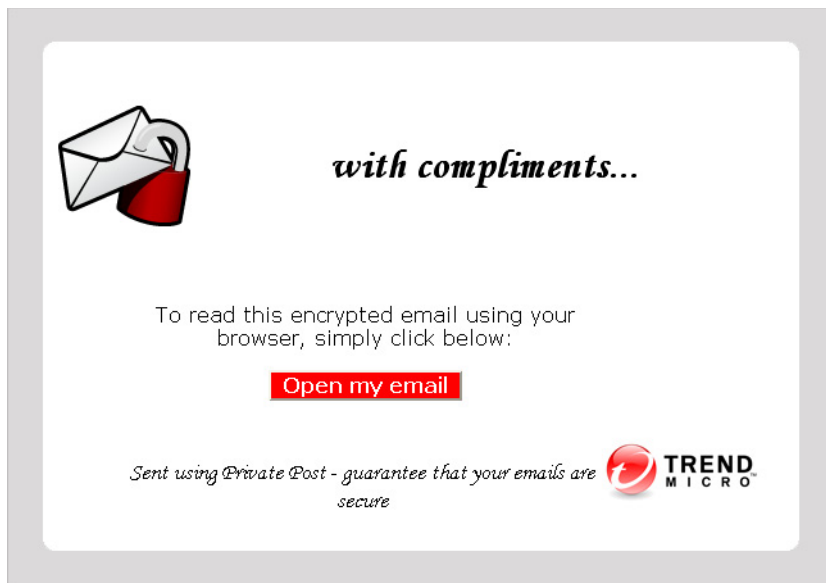 with compliments...
To read this encrypted email using your
browser, simply click below:
Open my email
Sent using Private Post - guarantee that your emails are
secure
TREND
MICRO™